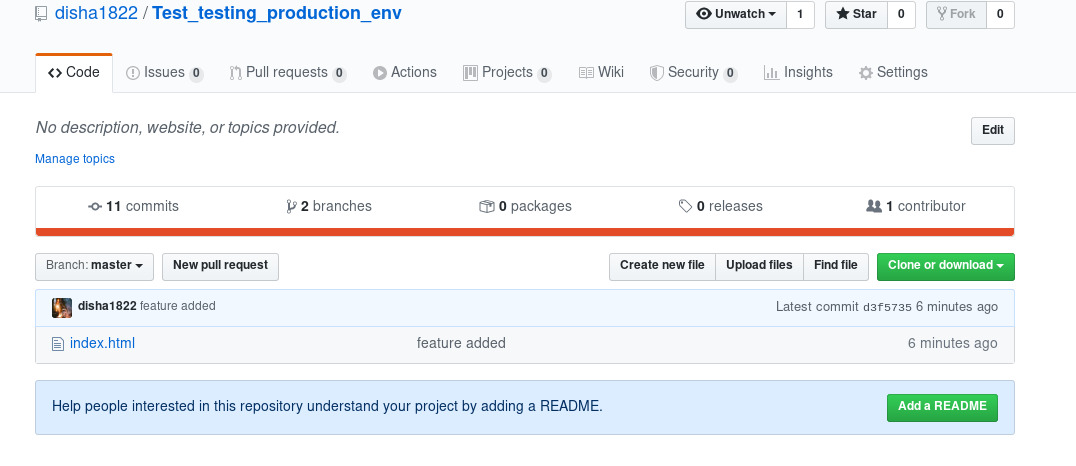 disha1822 / Test_testing_production_env Unwatch 1 Star 0 Fork 0
Code Issues 0 Pull requests 0 Actions Projects 0 Wiki Security 0 Insights Settings
No description, website, or topics provided. Edit
Manage topics
11 commits 2 branches 0 packages 0 releases 1 contributor
Branch: master New pull request Create new file Upload files Find file Clone or download
disha1822 feature added Latest commit d3f5735 6 minutes ago
index.html feature added 6 minutes ago
Help people interested in this repository understand your project by adding a README. Add a README